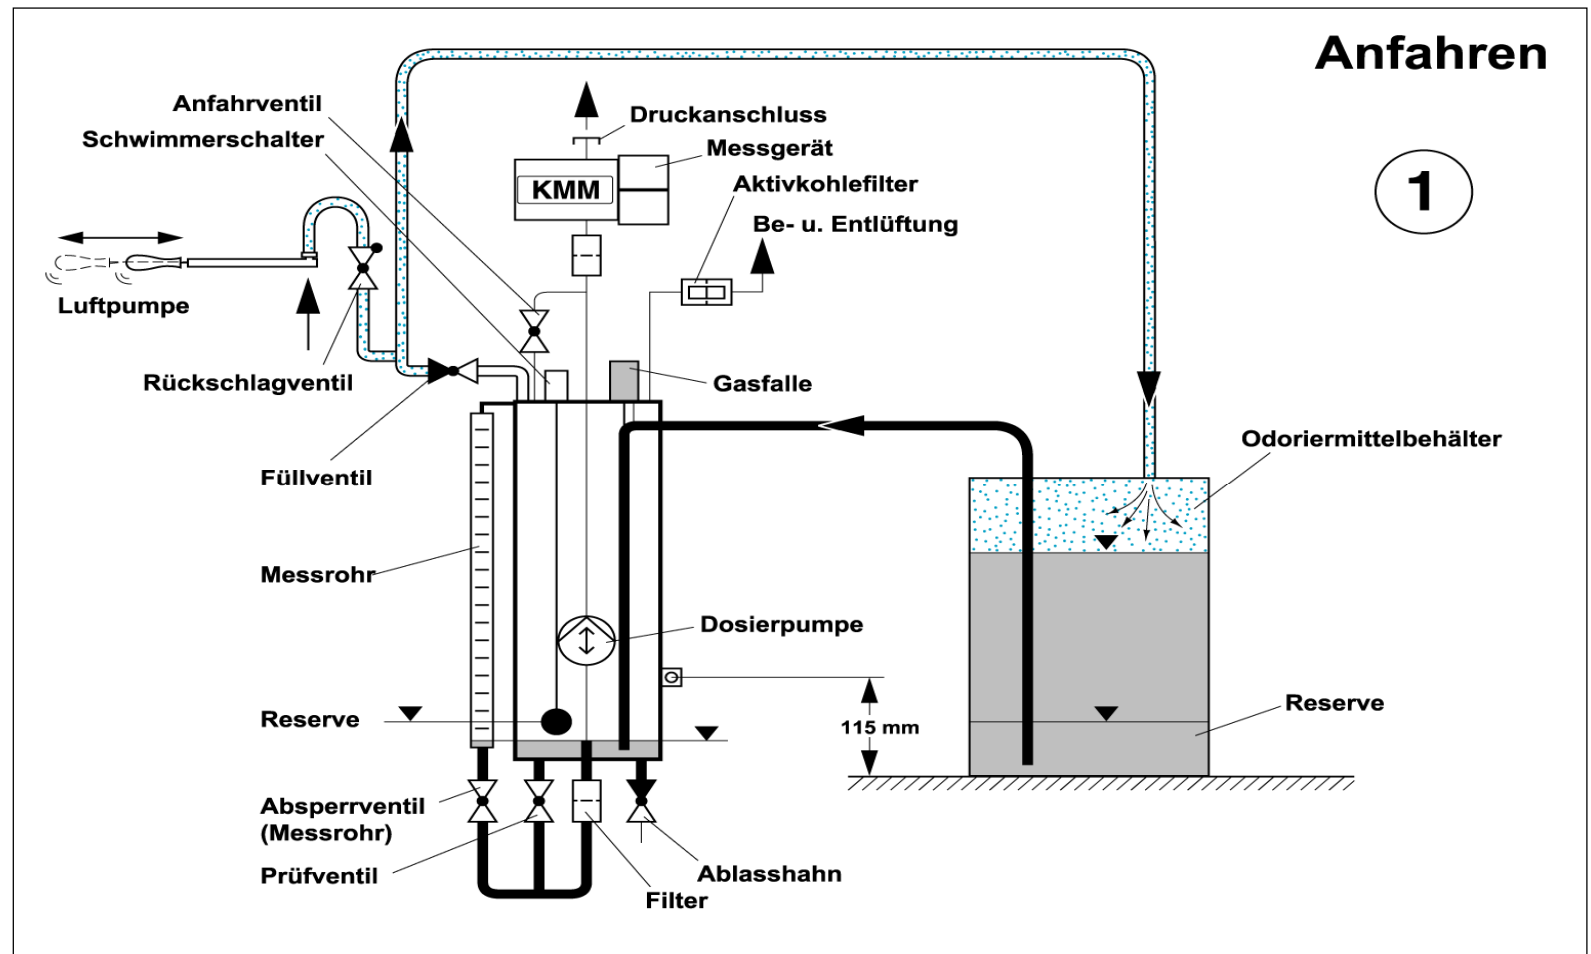 Anfahren
1
Anfahrventil
Schwimmerschalter
Druckanschluss
Messgerät
KMM
Aktivkohlefilter
Be- u. Entlüftung
Luftpumpe
Rückschlagventil
Gasfalle
Füllventil
Odoriermittelbehälter
Messrohr
Dosierpumpe
Reserve
115 mm
Reserve
Absperrventil
(Messrohr)
Prüfventil
Ablasshahn
Filter